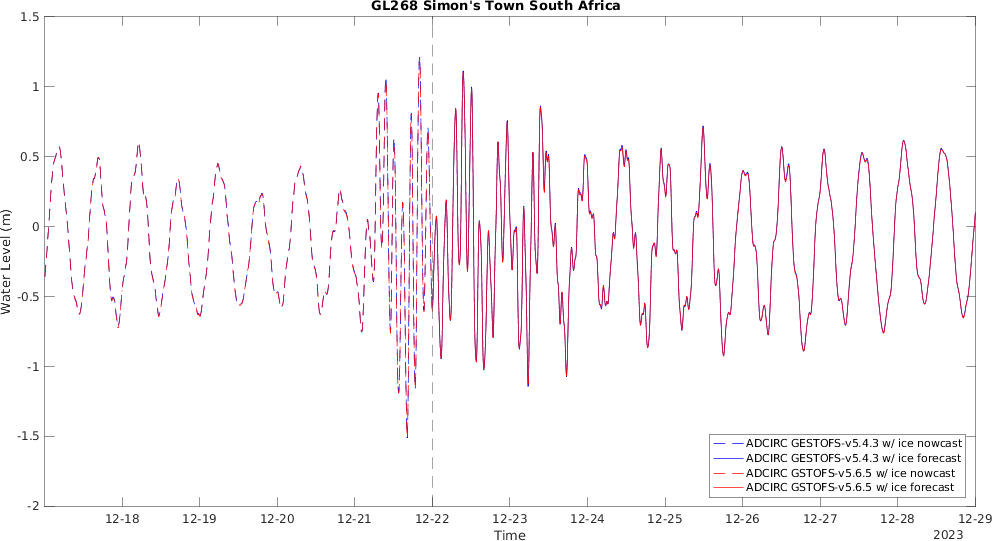 GL268 Simon's Town South Africa
1.5
1
0.5
0
-0.5
-1
-1.5
-2
Water Level (m)
ADCIRC GESTOFS-v5.4.3 w/ ice nowcast
ADCIRC GESTOFS-v5.4.3 w/ ice forecast
ADCIRC GSTOFS-v5.6.5 w/ ice nowcast
ADCIRC GSTOFS-v5.6.5 w/ ice forecast
12-18 12-19 12-20 12-21 12-22 12-23 12-24 12-25 12-26 12-27 12-28 12-29
Time
2023